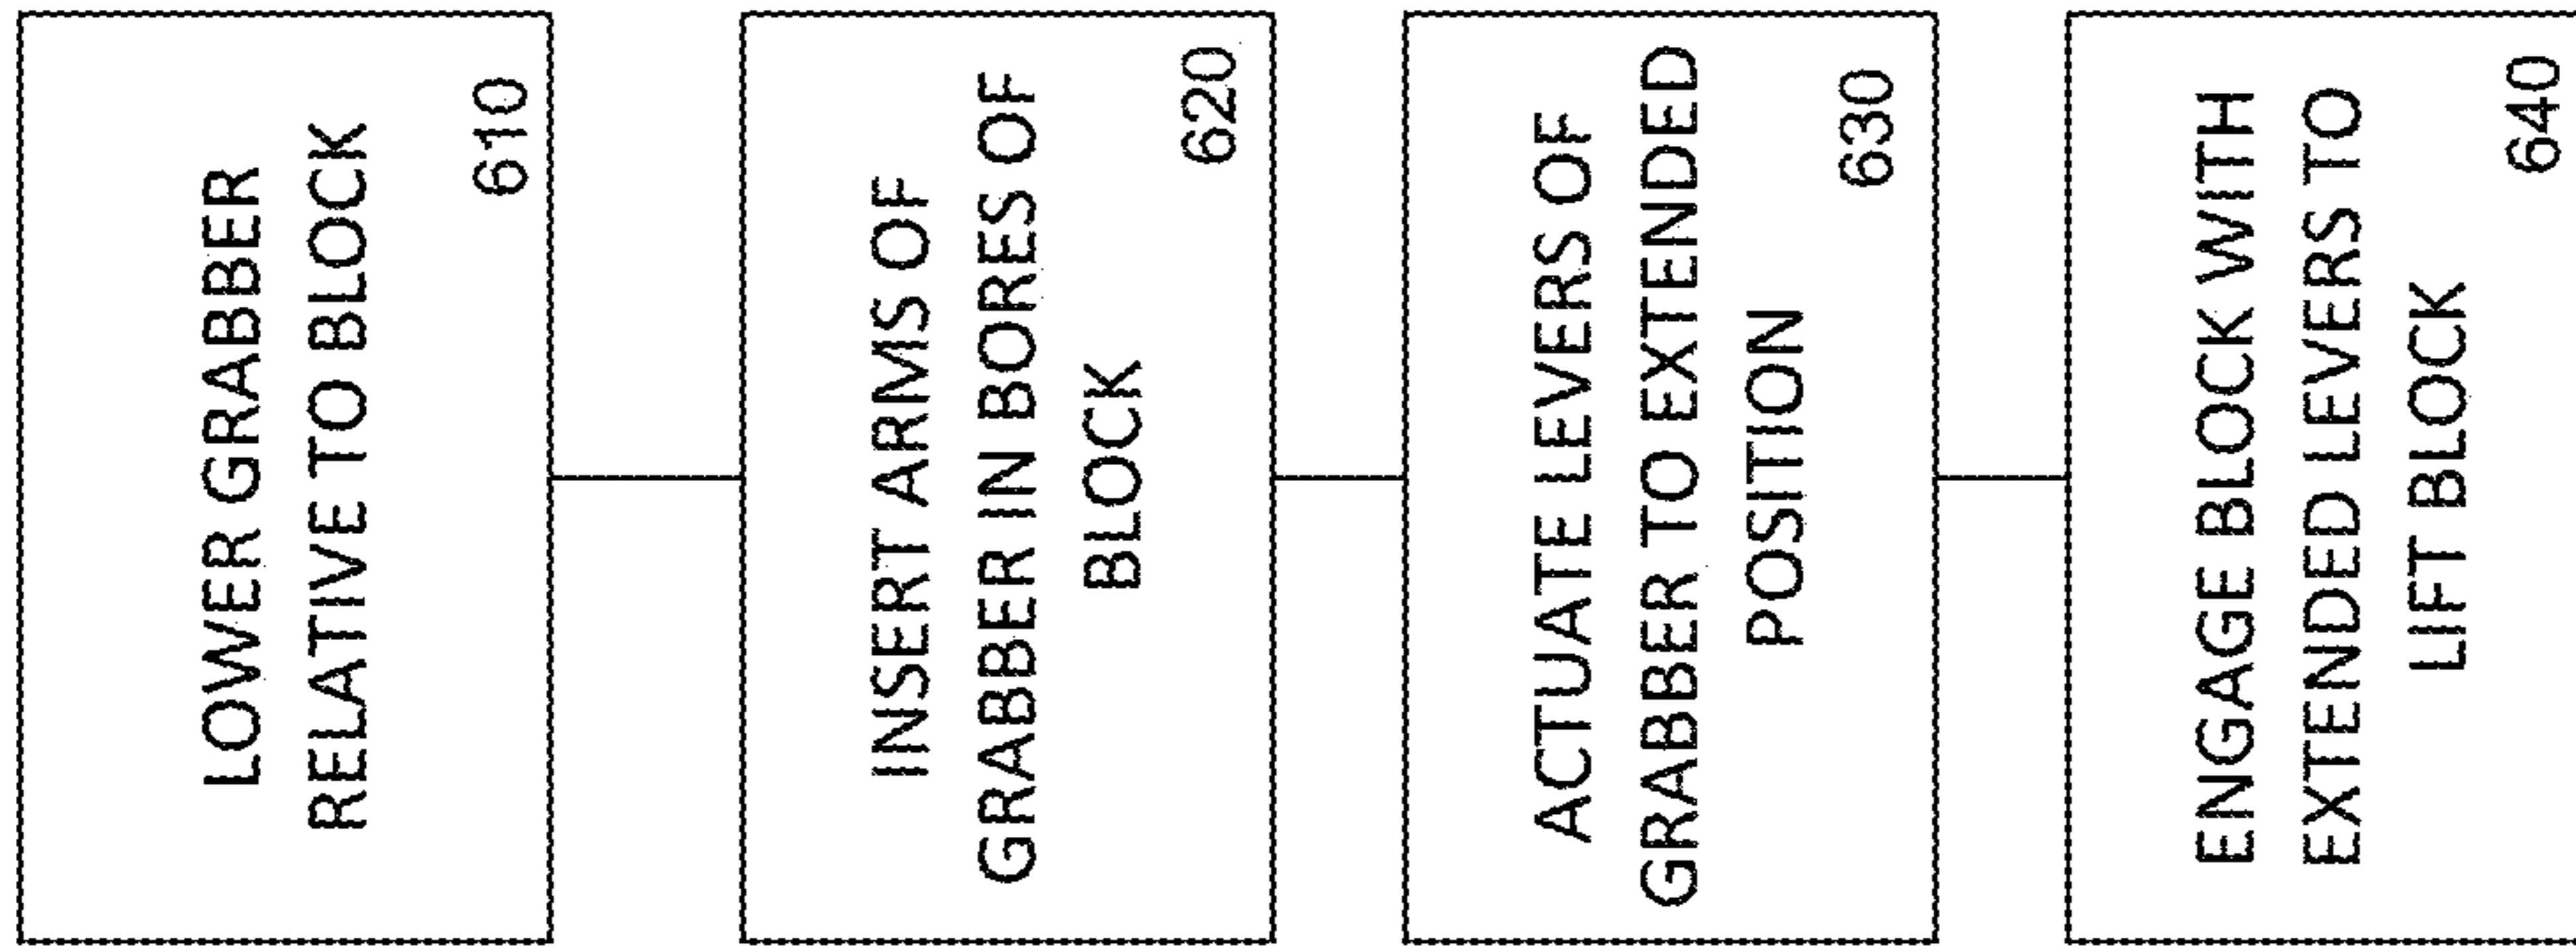 LOWER GRABBER
RELATIVE TO BLOCK
610
INSERT ARMS OF
GRABBER IN BORES OF
BLOCK
620
ACTUATE LEVERS OF
GRABBER TO EXTENDED
POSITION
630
ENGAGE BLOCK WITH
EXTENDED LEVERS TO
LIFT BLOCK
640